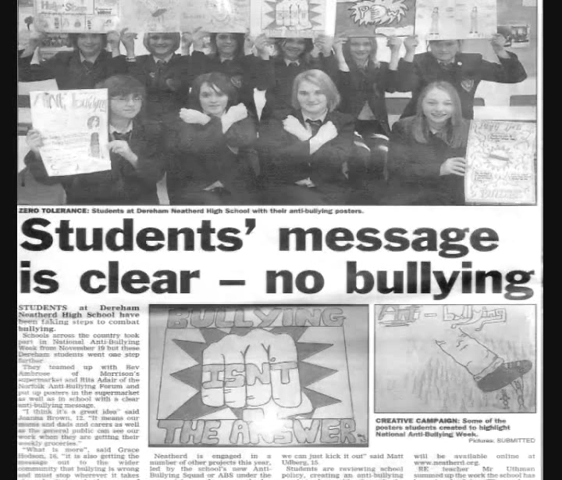 ZERO TOLERANCE: Students at Dereham Neatherd High School with their anti-bullying posters.
Students' message
is clear – no bullying
STUDENTS at Dereham
Neatherd High School have
been taking steps to combat
bullying.
Schools across the country took
part in National Anti-Bullying
Week from November 19 but these
Dereham students went one step
further.
They teamed up with Rev
Ambrose of Morrison's
supermarket and Rita Adair of the
Norfolk Anti-Bullying Forum and
put up posters in the supermarket
as well as in school with a clear
anti-bullying message.
"I think it's a great idea" said
Joanna Brown, 12. "It means our
mums and dads and carers as well
as the general public can see our
work when they are getting their
weekly groceries."
"What is more", said Grace
Hudson, 16, "it is also getting the
message out to the wider
community that bullying is wrong
and must stop wherever it takes
BULLYING
ISN'T
THE ANSWER.
Anti-bullying
CREATIVE CAMPAIGN: Some of the
posters students created to highlight
National Anti-Bullying Week.
Pictures: SUBMITTED
Neatherd is engaged in a
number of other projects this year,
led by the school's new Anti-
Bullying Squad or ABS under the
we can just kick it out" said Matt
Udberg, 15.
Students are reviewing school
policy, creating an anti-bullying
will be available online at
www.neatherd.org.
RE teacher Mr Uthman
summed up the work the school has